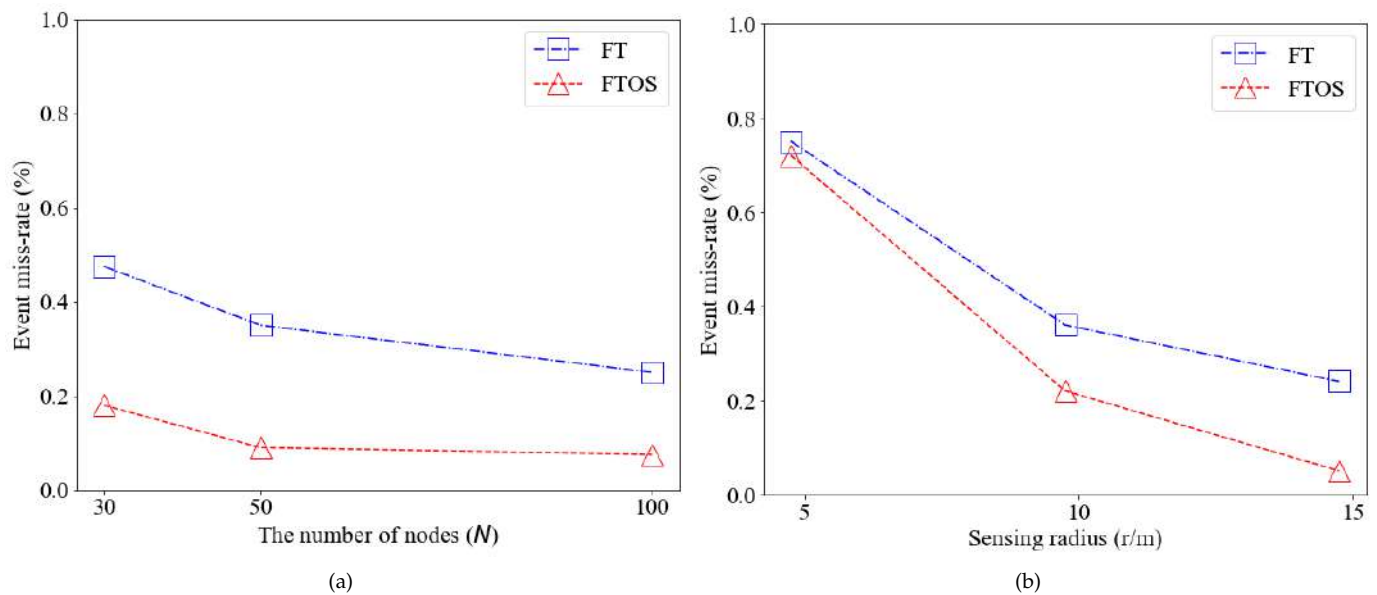 1.0
0.8
0.6
0.4
0.2
0.0
Event miss-rate (%)
FT
FTOS
30
50
100
The number of nodes (N)
(a)
1.0
0.8
0.6
0.4
0.2
0.0
Event miss-rate (%)
FT
FTOS
5
10
15
Sensing radius (r/m)
(b)